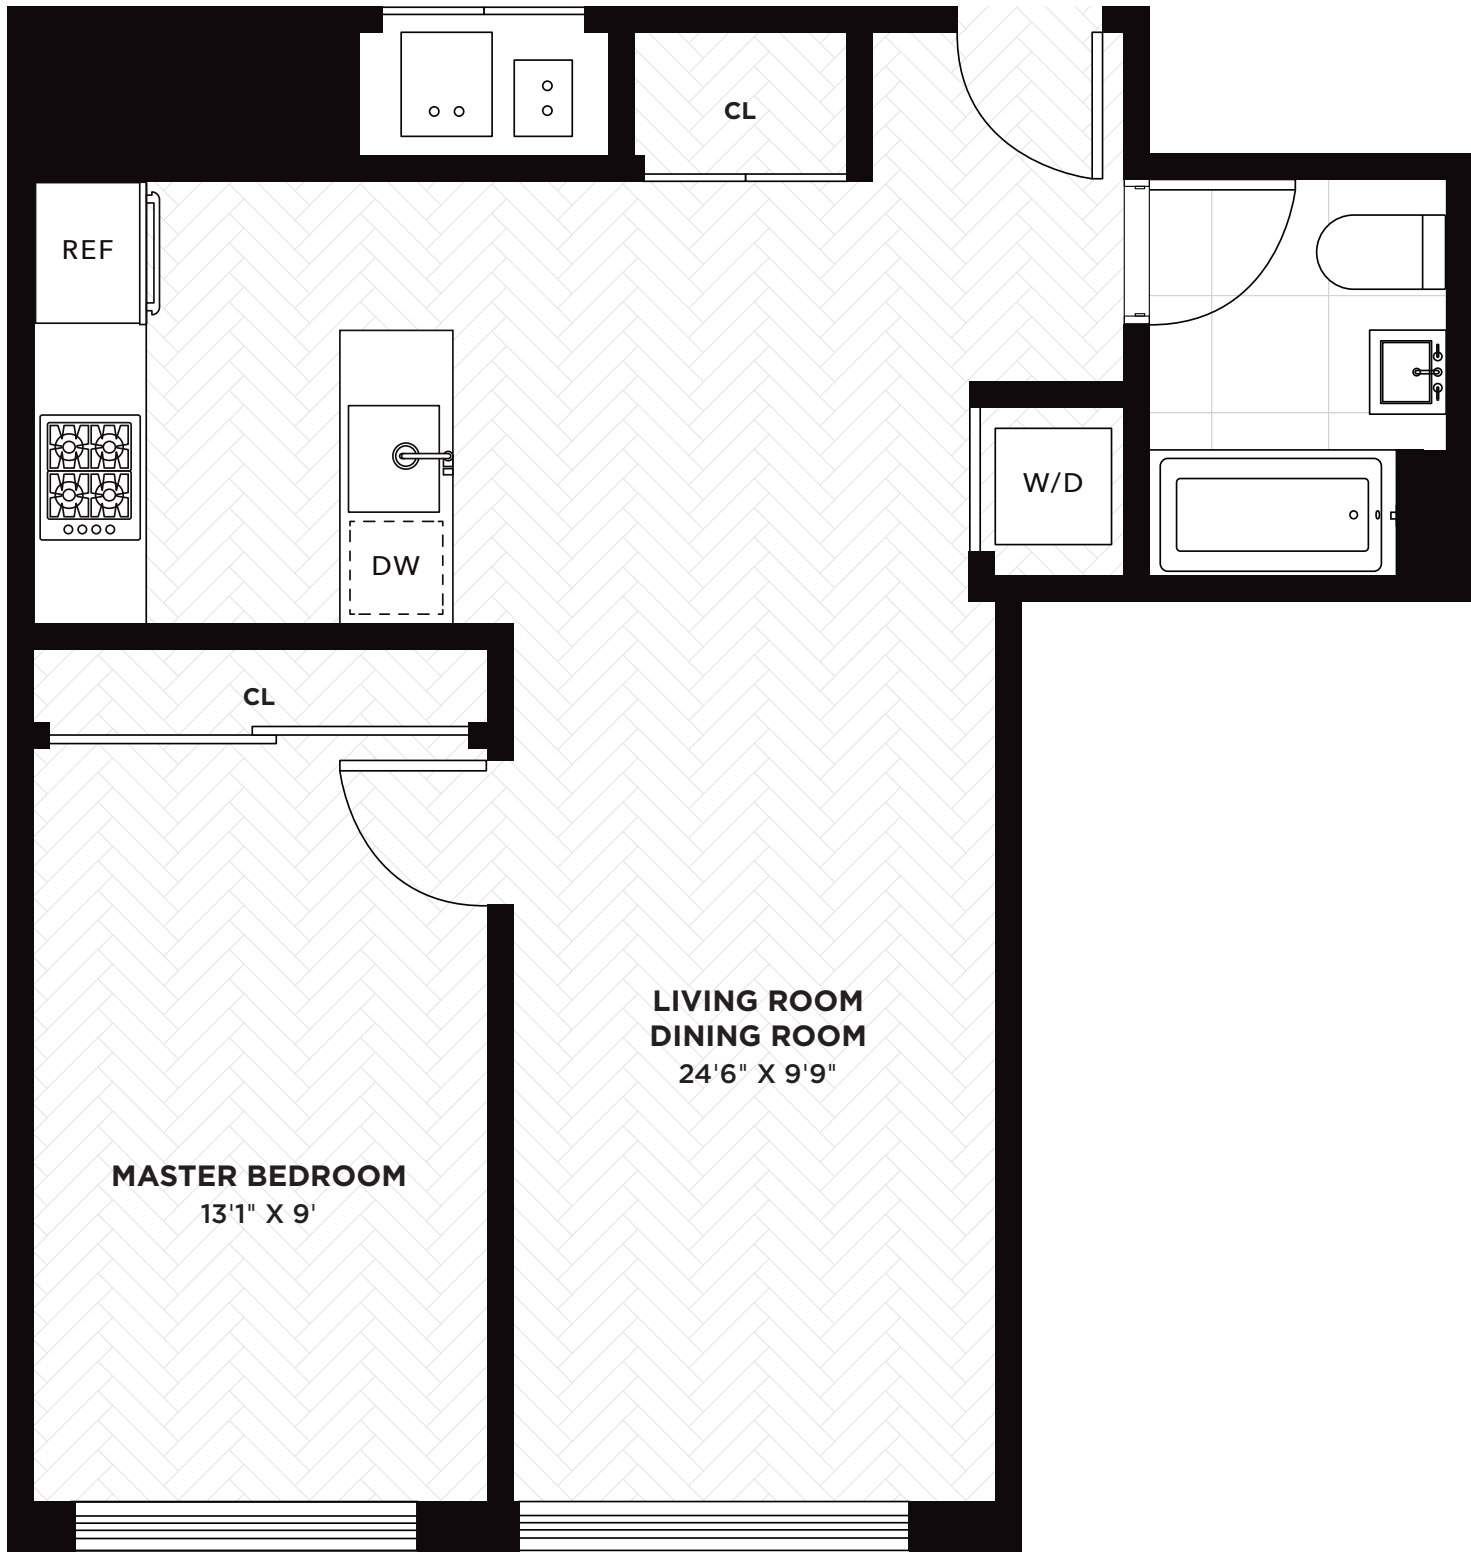 CL
REF
W/D
DW
CL
LIVING ROOM
DINING ROOM
24'6" X 9'9"
MASTER BEDROOM
13'1" X 9'